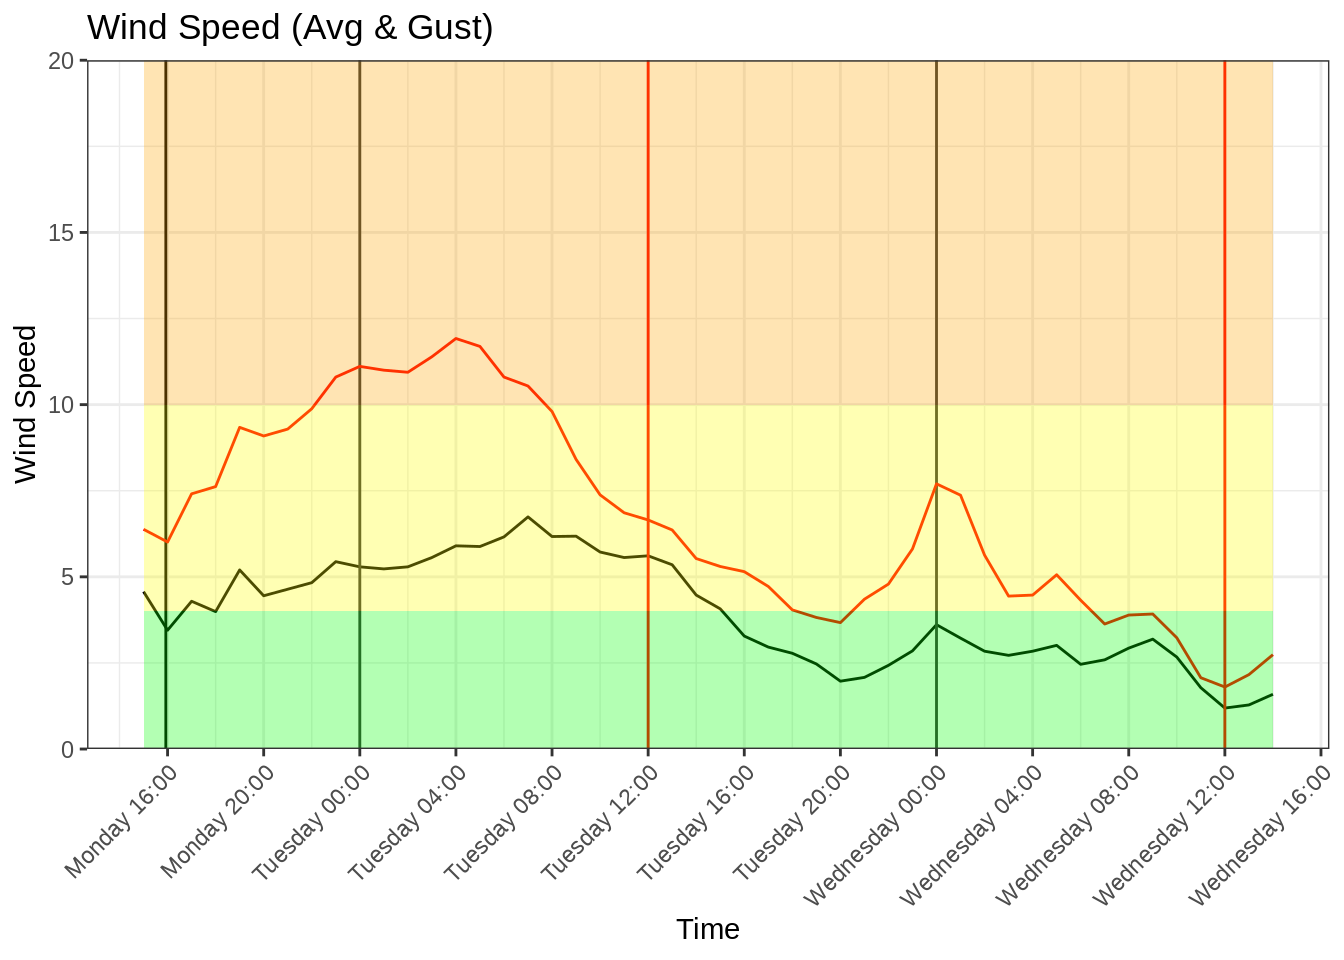 Wind Speed (Avg & Gust)
20
15
10
5
0
Wind Speed
Monday 16:00
Monday 20:00
Tuesday 00:00
Tuesday 04:00
Tuesday 08:00
Tuesday 12:00
Tuesday 16:00
Tuesday 20:00
Wednesday 00:00
Wednesday 04:00
Wednesday 08:00
Wednesday 12:00
Wednesday 16:00
Time